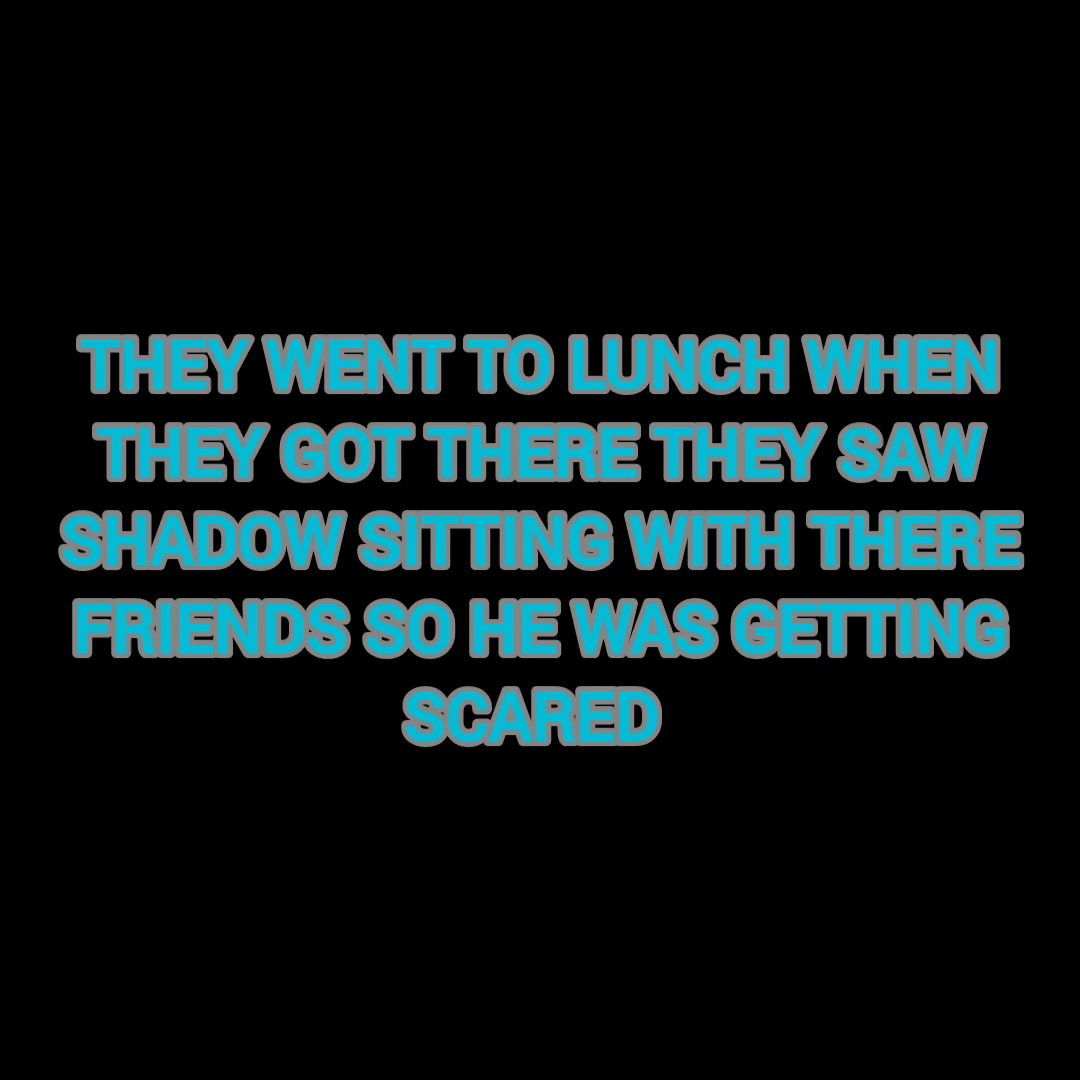 THEY WENT TO LUNCH WHEN
THEY GOT THERE THEY SAW
SHADOW SITTING WITH THERE
FRIENDS SO HE WAS GETTING
SCARED